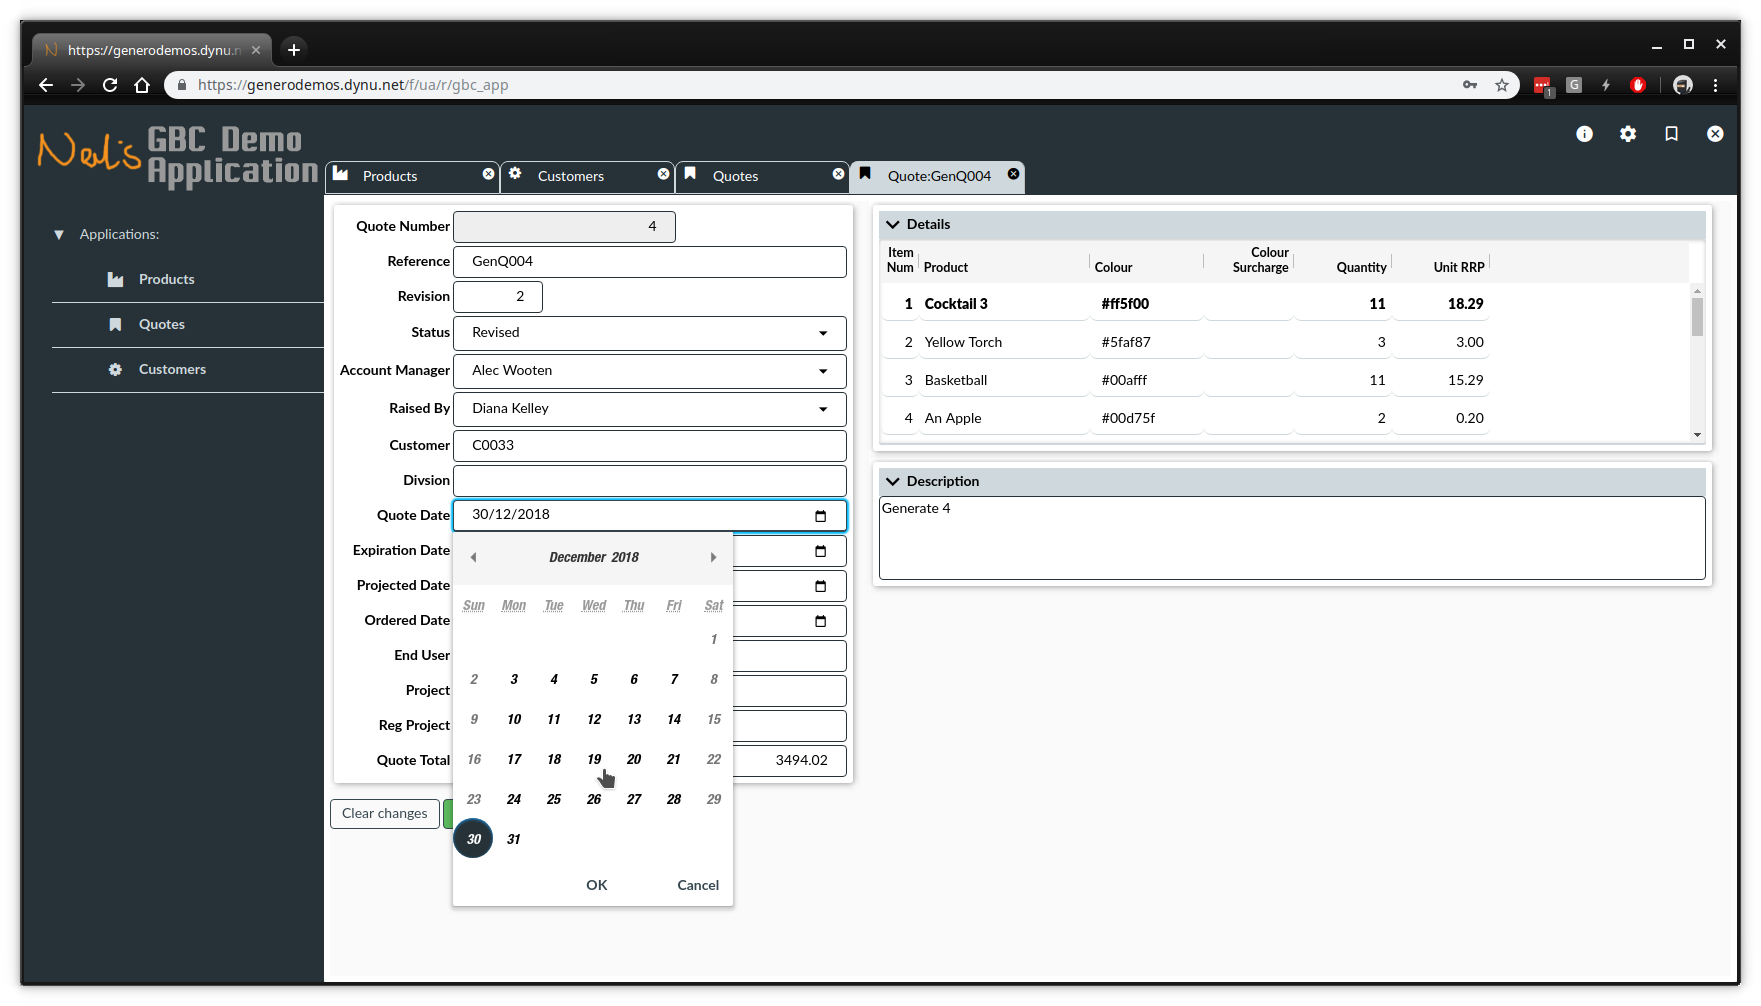 https://generodemos.dynu.n
https://generodemos.dynu.net/f/ua/r/gbc_app
1
G
Neil's GBC Demo
Application
Products
Customers
Quotes
Quote:GenQ004
Applications:
Products
Quotes
Customers
Quote Number 4
Reference GenQ004
Revision 2
Status Revised
Account Manager Alec Wooten
Raised By Diana Kelley
Customer C0033
Divsion
Quote Date 30/12/2018
Expiration Date
Projected Date
Ordered Date
End User
Project
Reg Project
Quote Total 3494.02
Clear changes
December 2018
Sun Mon Tue Wed Thu Fri Sat
1
2 3 4 5 6 7 8
9 10 11 12 13 14 15
16 17 18 19 20 21 22
23 24 25 26 27 28 29
30 31
OK Cancel
Details
Item Num Product Colour Colour Surcharge Quantity Unit RRP
1 Cocktail 3 #ff5f00 11 18.29
2 Yellow Torch #5faf87 3 3.00
3 Basketball #00afff 11 15.29
4 An Apple #00d75f 2 0.20
Description
Generate 4